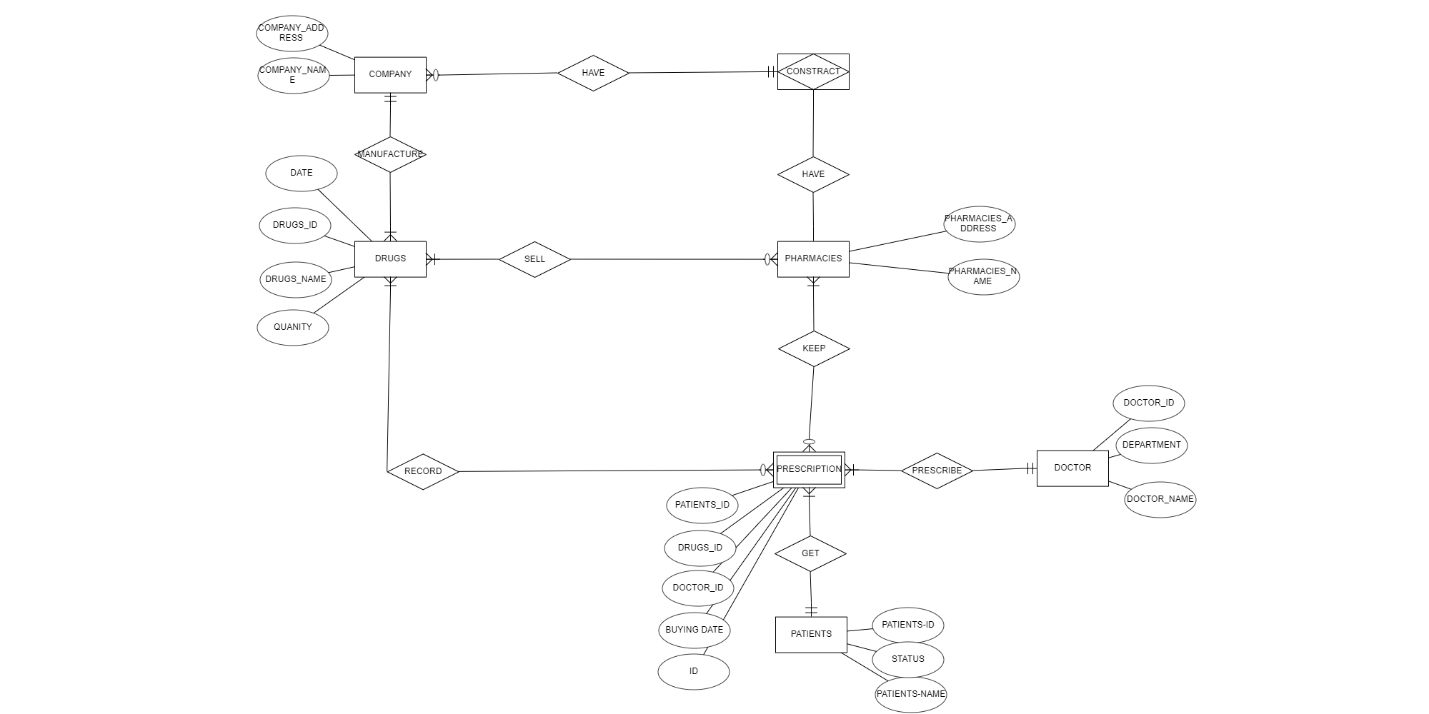 COMPANY_ADD
RESS
COMPANY_NAM
E
COMPANY
HAVE
CONSTRACT
MANUFACTURE
HAVE
DATE
DRUGS_ID
DRUGS_NAME
QUANITY
DRUGS
SELL
PHARMACIES
PHARMACIES_A
DDRESS
PHARMACIES_N
AME
KEEP
RECORD
PRESCRIPTION
PRESCRIBE
DOCTOR
DOCTOR_ID
DEPARTMENT
DOCTOR_NAME
PATIENTS_ID
DRUGS_ID
DOCTOR_ID
BUYING DATE
ID
GET
PATIENTS
PATIENTS-ID
STATUS
PATIENTS-NAME